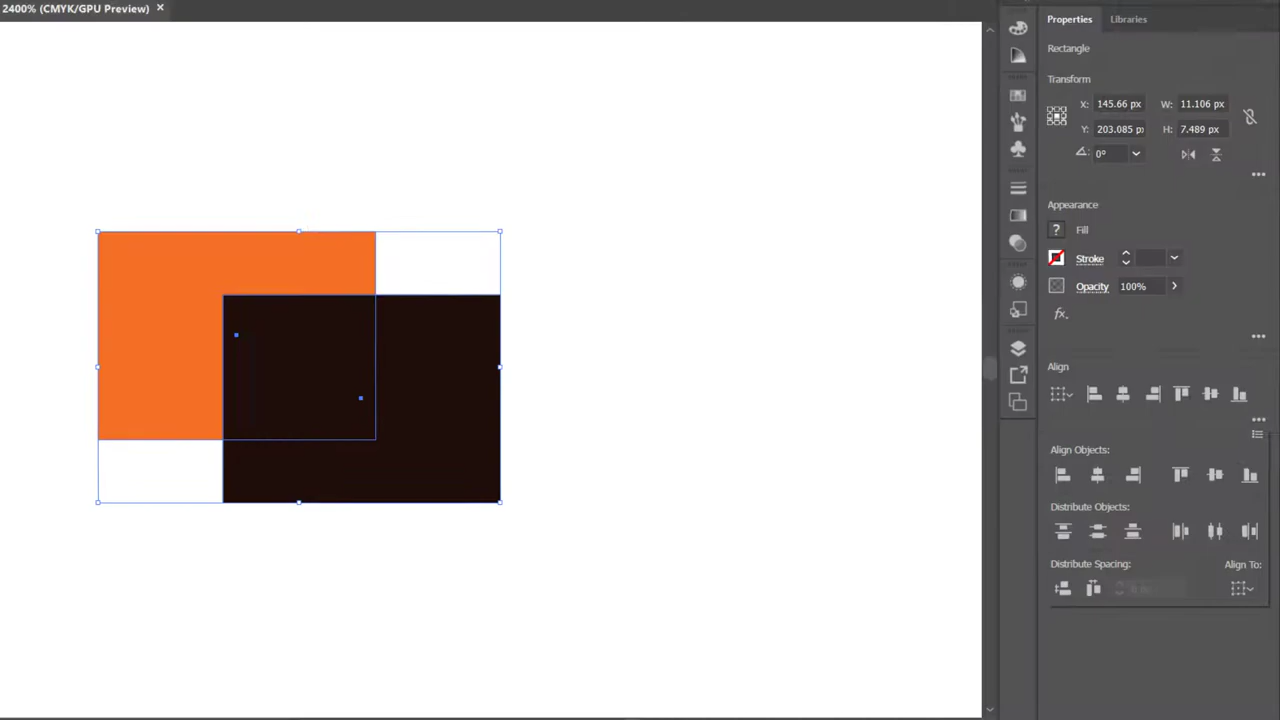 2400% (CMYK/GPU Preview) ×
Properties Libraries
Rectangle
Transform
X: 145.66 px W: 11.106 px
Y: 203.085 p H: 7.489 px
0°
Appearance
? Fill
Stroke
Opacity 100%
fx.
Align
Align Objects:
Distribute Objects:
Distribute Spacing: Align To: